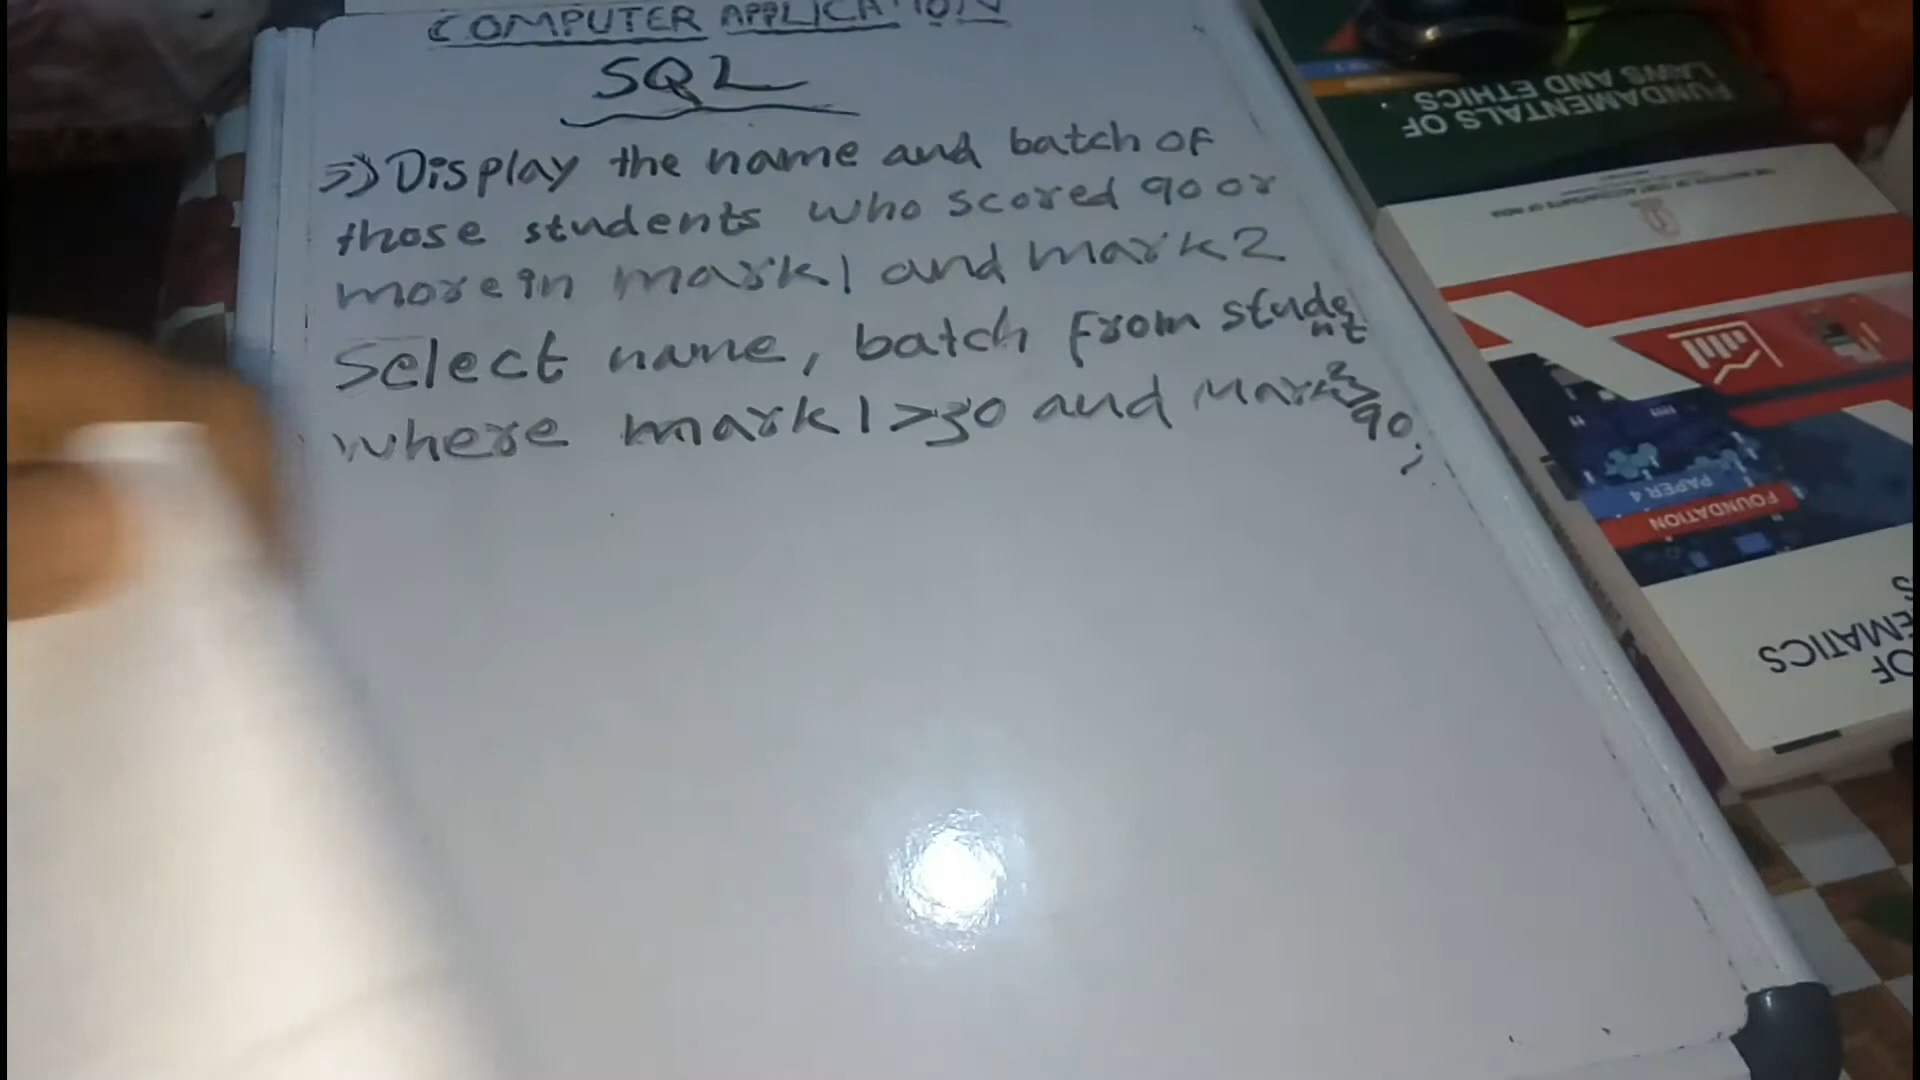 COMPUTER APPLICATION
SQL
=>) Display the name and batch of
those students who scored 90 or
more in mark1 and mark2
Select name, batch from student
where mark1 >90 and Mark2>
90;
FUNDAMENTALS OF
LAWS AND ETHICS
FOUNDATION
PAPER 4
OF
EMATICS
S